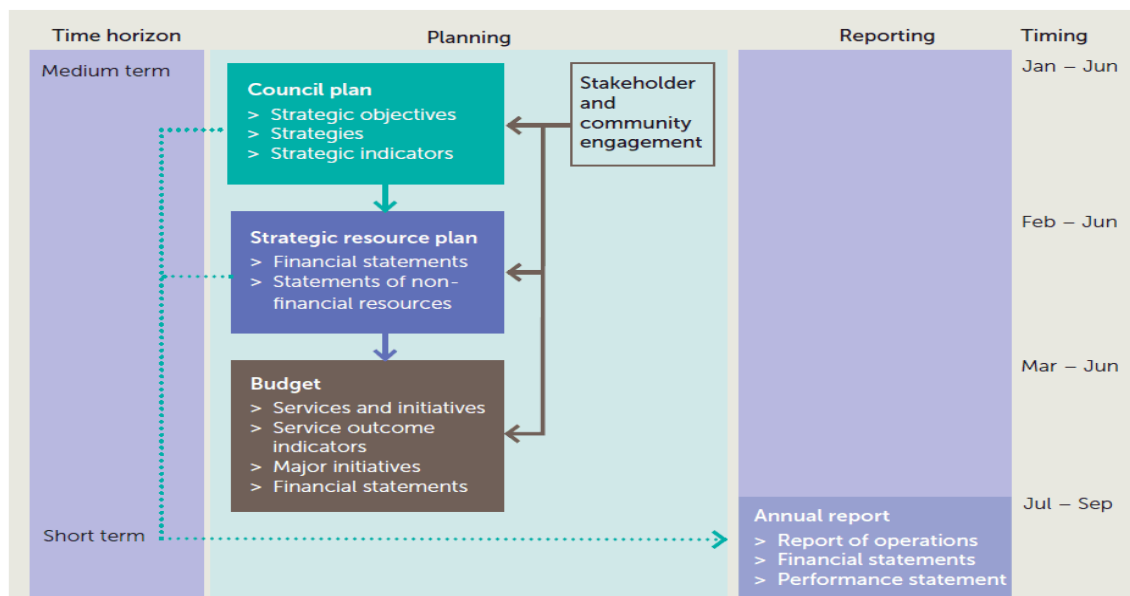 Time horizon
Planning
Reporting
Timing
Medium term
Council plan
> Strategic objectives
> Strategies
> Strategic indicators
Stakeholder
and
community
engagement
Jan – Jun
Strategic resource plan
> Financial statements
> Statements of non-
financial resources
Feb – Jun
Budget
> Services and initiatives
> Service outcome
indicators
> Major initiatives
> Financial statements
Mar – Jun
Short term
Annual report
> Report of operations
> Financial statements
> Performance statement
Jul – Sep